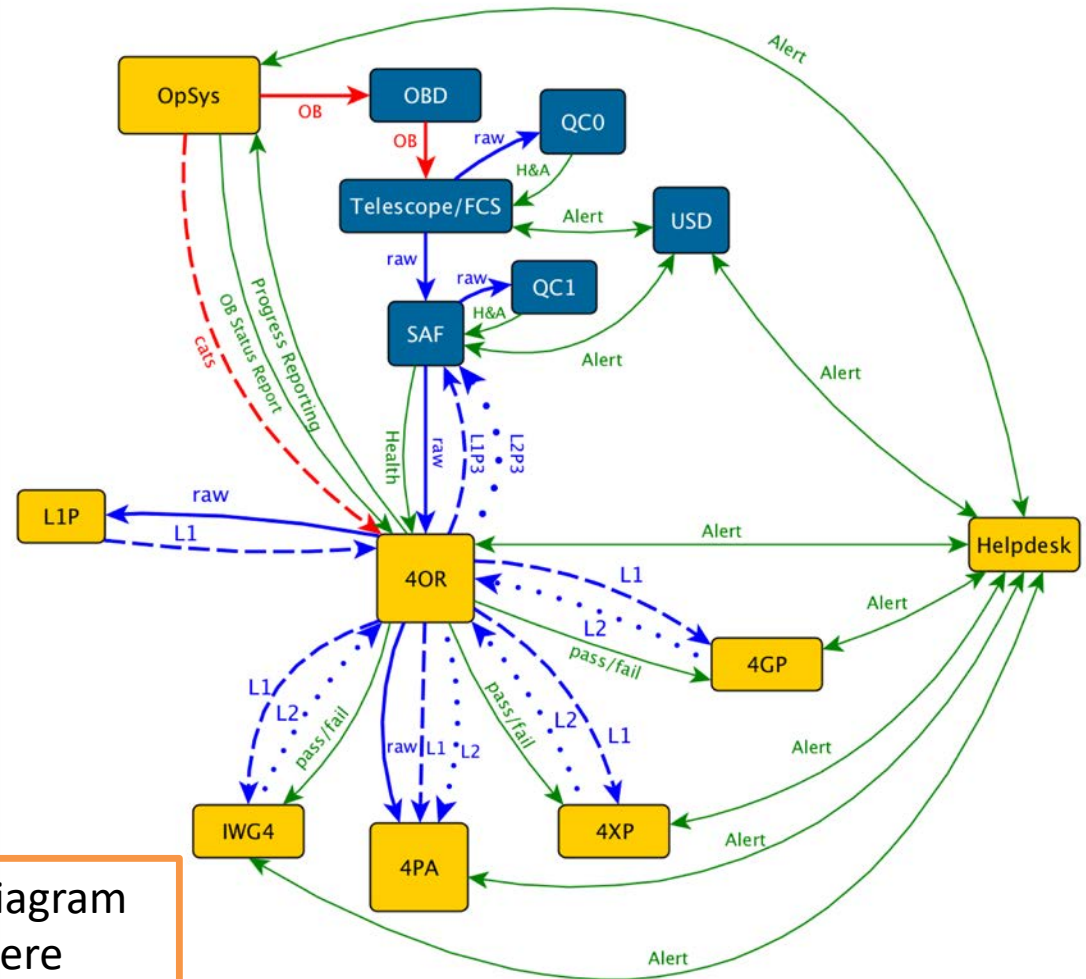 Alert
OpSys
OB
OBD
QC0
OB
raw
H&A
Telescope/FCS
Alert
USD
raw
raw
QC1
H&A
SAF
Alert
Alert
cats
OB Status Report
Progress Reporting
Health
raw
L1P3
L2P3
L1P
raw
L1
4OR
Alert
Helpdesk
L1
L2
pass/fail
Alert
4GP
L1
L2
pass/fail
raw
L1
L2
pass/fail
L2
L1
Alert
IWG4
4PA
4XP
Alert
Alert
iagram
ere